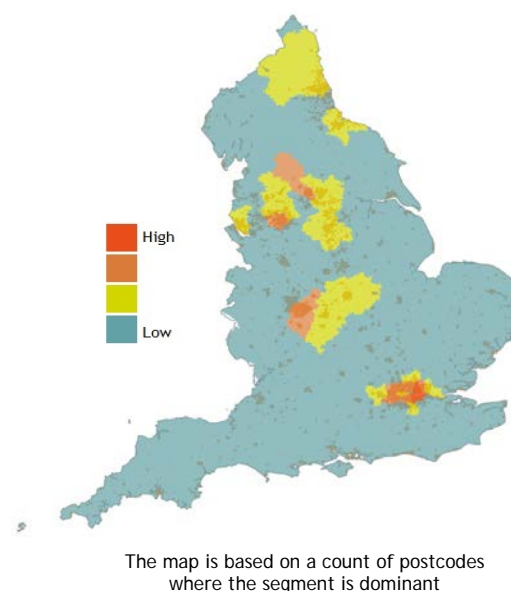 High
Low
The map is based on a count of postcodes
where the segment is dominant